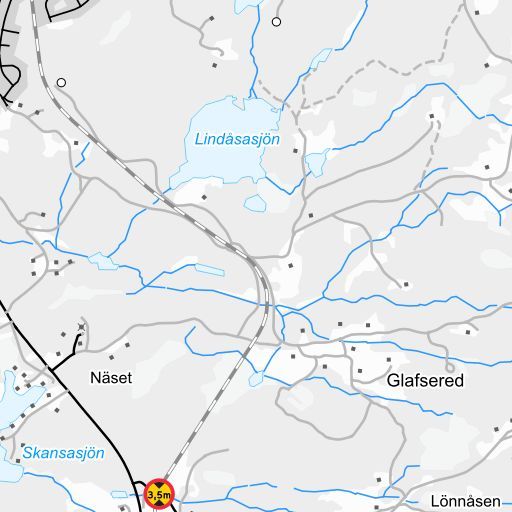 Lindåsasjön
Näset
Glafsered
Skansasjön
3,5m
Lönnåsen